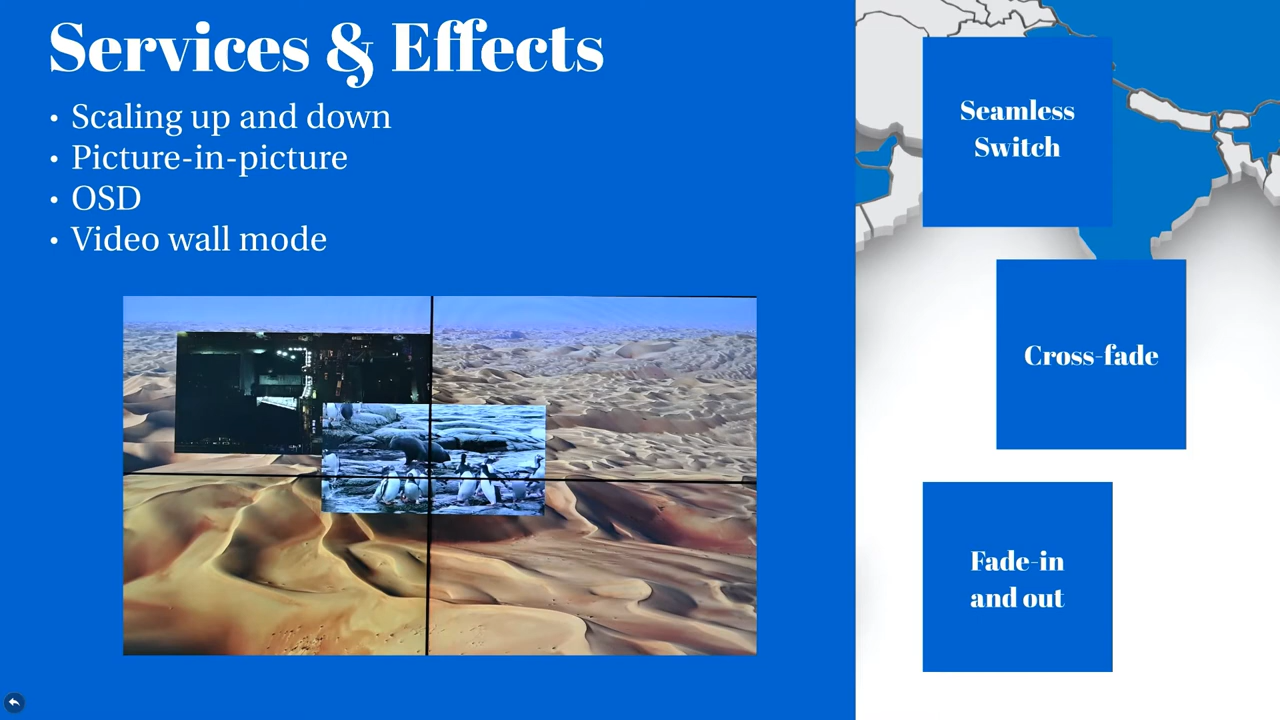 Services & Effects
• Scaling up and down
• Picture-in-picture
• OSD
• Video wall mode
Seamless
Switch
Cross-fade
Fade-in
and out